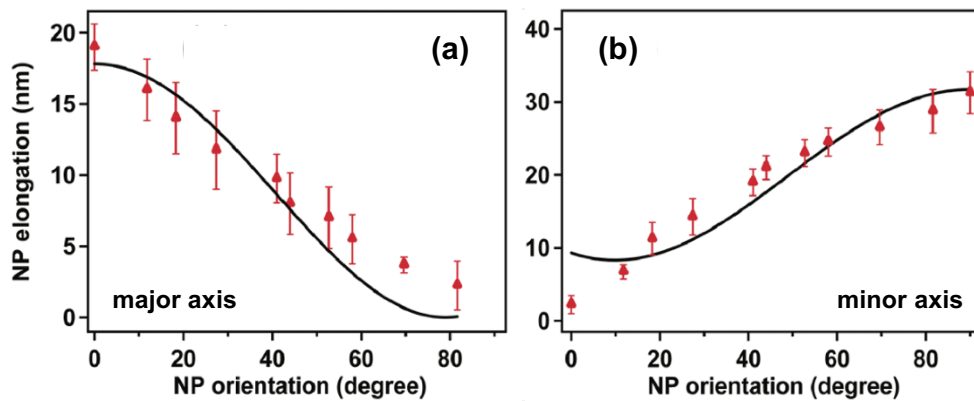 20
15
10
5
0
NP elongation (nm)
(a)
major axis
0 20 40 60 80
NP orientation (degree)
40
30
20
10
0
(b)
minor axis
0 20 40 60 80
NP orientation (degree)